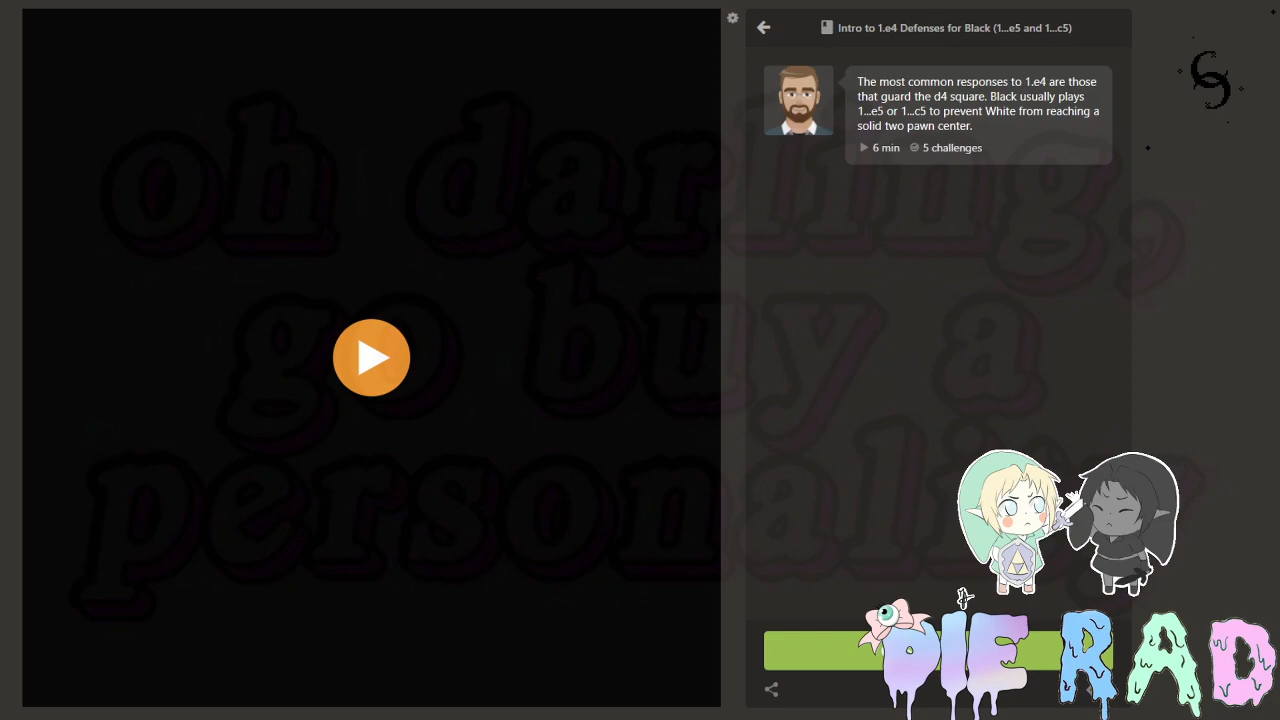 Intro to 1.e4 Defenses for Black (1...e5 and 1...c5)
The most common responses to 1.e4 are those
that guard the d4 square. Black usually plays
1...e5 or 1...c5 to prevent White from reaching a
solid two pawn center.
6 min 5 challenges
oh darling,
go buy a
personality
PIE RAD